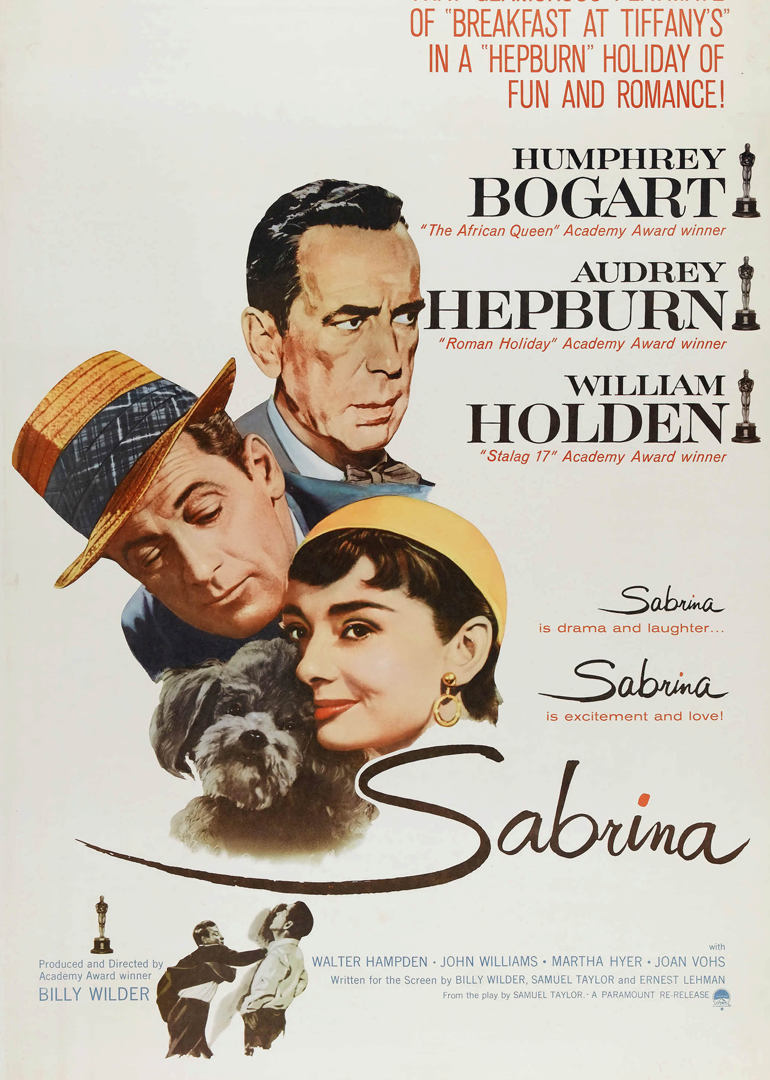 OF "BREAKFAST AT TIFFANY'S"
IN A "HEPBURN" HOLIDAY OF
FUN AND ROMANCE!
HUMPHREY
BOGART
"The African Queen" Academy Award winner
AUDREY
HEPBURN
"Roman Holiday" Academy Award winner
WILLIAM
HOLDEN
"Stalag 17" Academy Award winner
Sabrina
is drama and laughter...
Sabrina
is excitement and love!
Sabrina
Produced and Directed by
Academy Award winner
BILLY WILDER
with
WALTER HAMPDEN · JOHN WILLIAMS · MARTHA HYER · JOAN VOHS
Written for the Screen by BILLY WILDER, SAMUEL TAYLOR and ERNEST LEHMAN
From the play by SAMUEL TAYLOR. · A PARAMOUNT RE-RELEASE